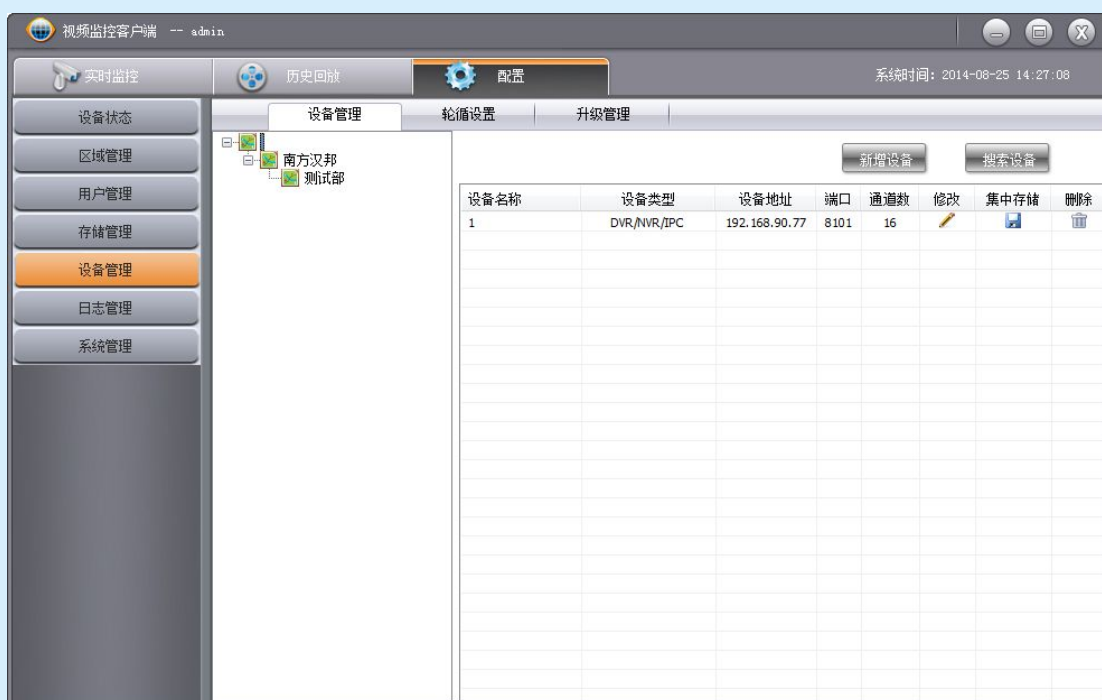 视频监控客户端 -- admin
实时监控 历史回放 配置 系统时间: 2014-08-25 14:27:08
设备状态
区域管理
用户管理
存储管理
设备管理
日志管理
系统管理
设备管理 轮循设置 升级管理
南方汉邦
测试部
新增设备 搜索设备
设备名称 设备类型 设备地址 端口 通道数 修改 集中存储 删除
1 DVR/NVR/IPC 192.168.90.77 8101 16